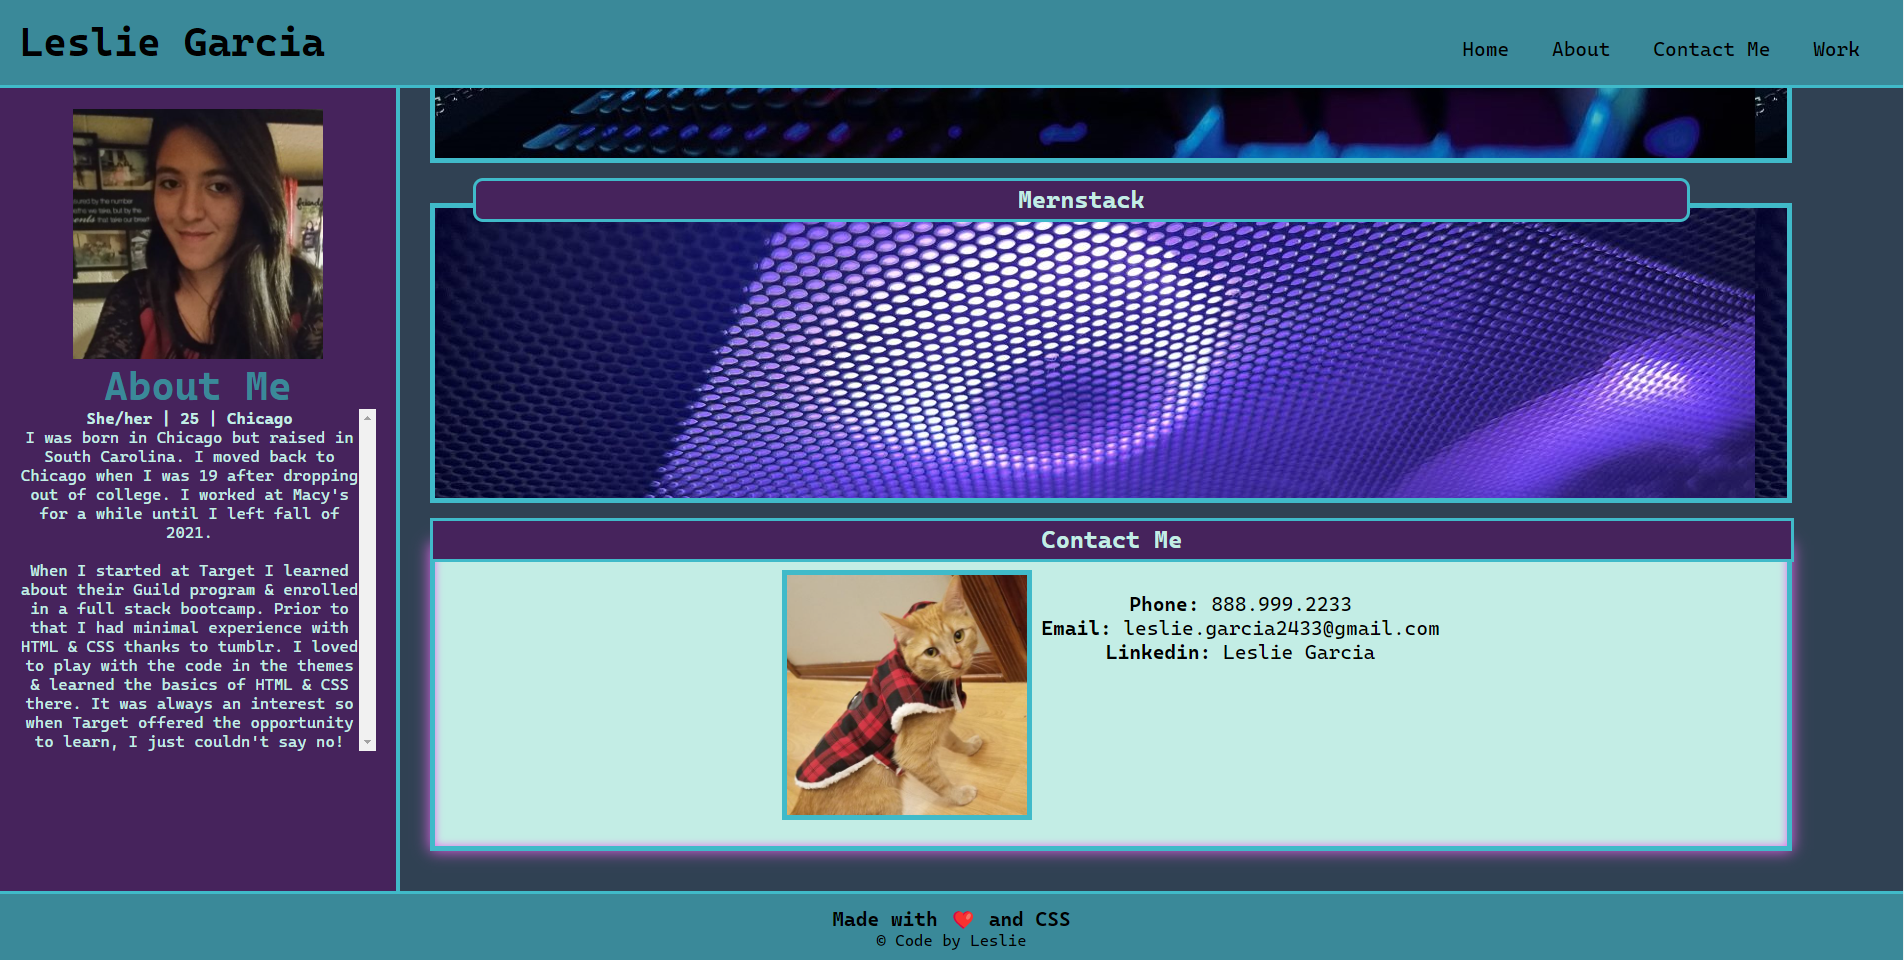 Leslie Garcia
Home About Contact Me Work
About Me
She/her | 25 | Chicago
I was born in Chicago but raised in
South Carolina. I moved back to
Chicago when I was 19 after dropping
out of college. I worked at Macy's
for a while until I left fall of
2021.
When I started at Target I learned
about their Guild program & enrolled
in a full stack bootcamp. Prior to
that I had minimal experience with
HTML & CSS thanks to tumblr. I loved
to play with the code in the themes
& learned the basics of HTML & CSS
there. It was always an interest so
when Target offered the opportunity
to learn, I just couldn't say no!
Mernstack
Contact Me
Phone: 888.999.2233
Email: leslie.garcia2433@gmail.com
Linkedin: Leslie Garcia
Made with ❤️ and CSS
© Code by Leslie